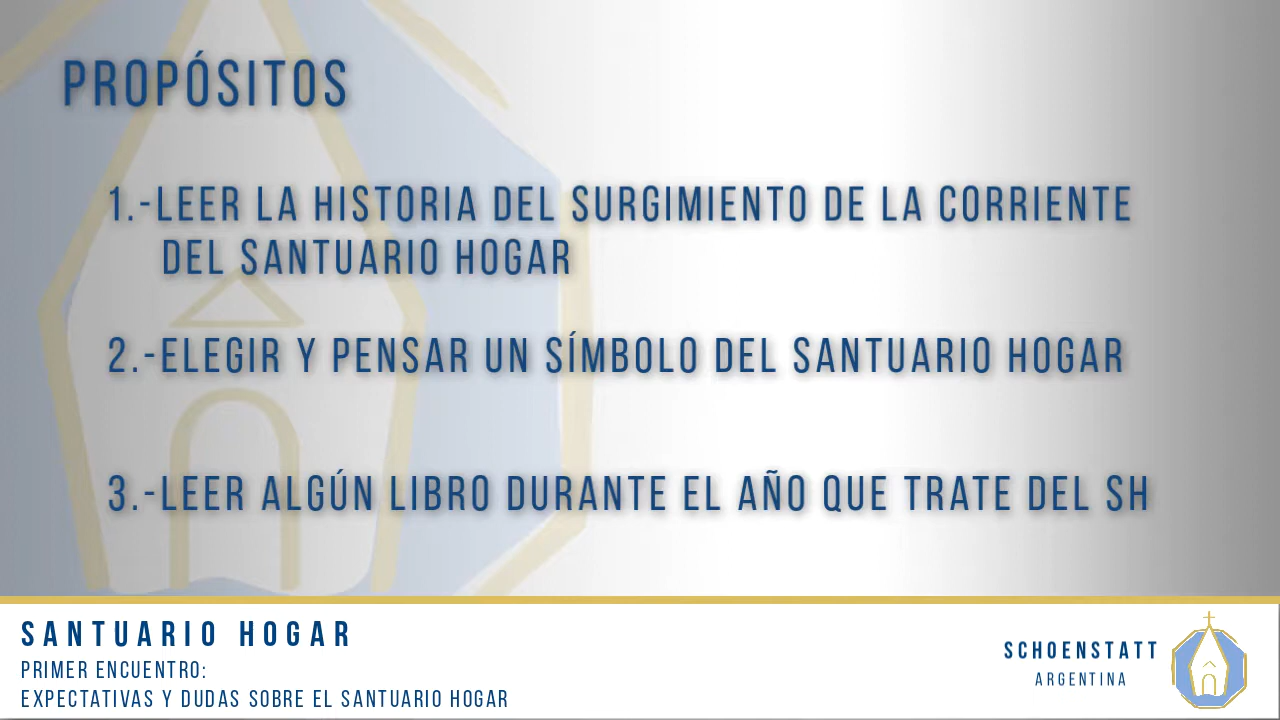 PROPÓSITOS
1.-LEER LA HISTORIA DEL SURGIMIENTO DE LA CORRIENTE
DEL SANTUARIO HOGAR
2.-ELEGIR Y PENSAR UN SÍMBOLO DEL SANTUARIO HOGAR
3.-LEER ALGÚN LIBRO DURANTE EL AÑO QUE TRATE DEL SH
SANTUARIO HOGAR
PRIMER ENCUENTRO:
EXPECTATIVAS Y DUDAS SOBRE EL SANTUARIO HOGAR
SCHOENSTATT
ARGENTINA